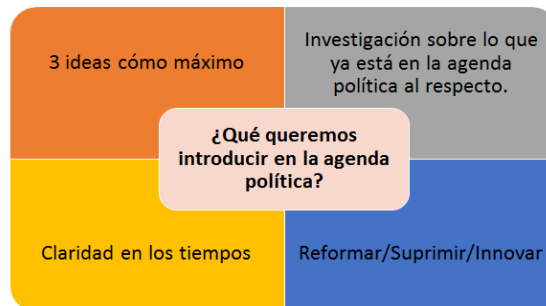 3 ideas cómo máximo
Investigación sobre lo que
ya está en la agenda
política al respecto.
¿Qué queremos
introducir en la agenda
política?
Claridad en los tiempos
Reformar/Suprimir/Innovar